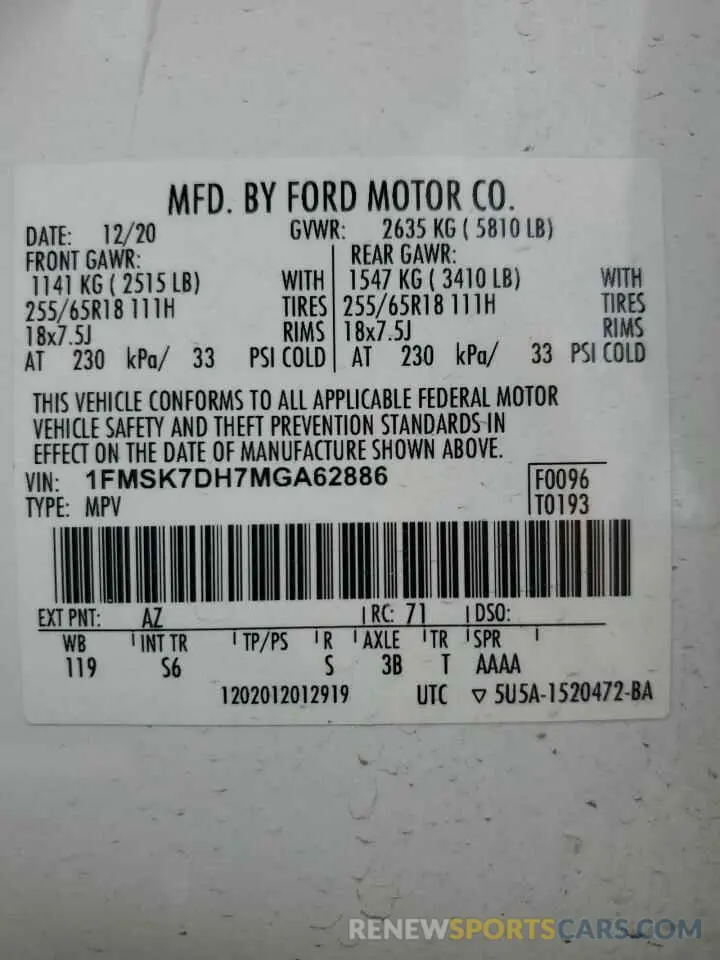 MFD. BY FORD MOTOR CO.
DATE: 12/20 GVWR: 2635 KG ( 5810 LB)
FRONT GAWR: REAR GAWR:
1141 KG ( 2515 LB) WITH 1547 KG ( 3410 LB) WITH
255/65R18 111H TIRES 255/65R18 111H TIRES
18x7.5J RIMS 18x7.5J RIMS
AT 230 kPa/ 33 PSI COLD AT 230 kPa/ 33 PSI COLD
THIS VEHICLE CONFORMS TO ALL APPLICABLE FEDERAL MOTOR
VEHICLE SAFETY AND THEFT PREVENTION STANDARDS IN
EFFECT ON THE DATE OF MANUFACTURE SHOWN ABOVE.
VIN: 1FMSK7DH7MGA62886 F0096
TYPE: MPV T0193
EXT PNT: AZ RC: 71 DSO:
WB INT TR TP/PS R AXLE TR SPR
119 S6 S 3B T AAAA
1202012012919 UTC ▽ 5U5A-1520472-BA
RENEWSPORTSCARS.COM